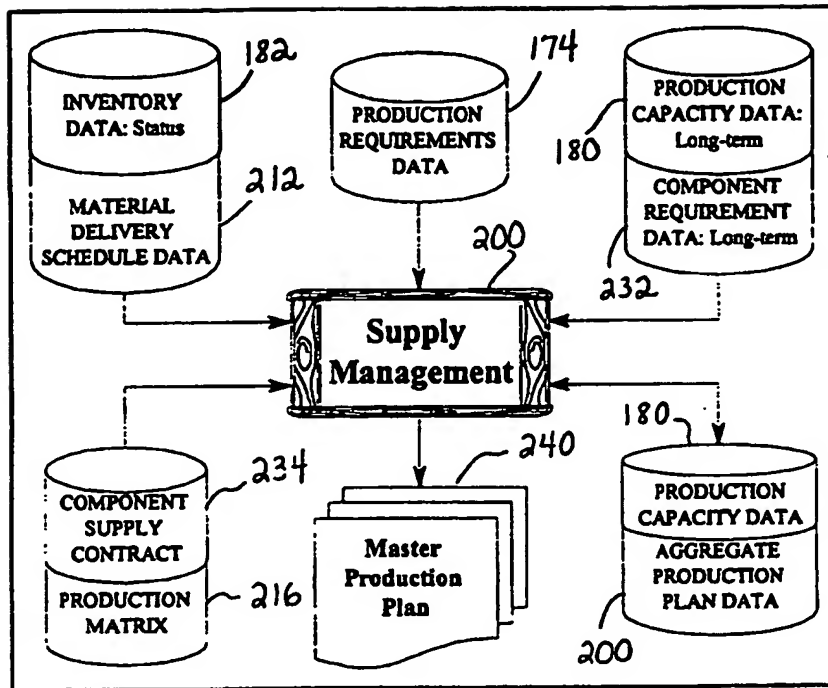 182
INVENTORY
DATA: Status
212
MATERIAL
DELIVERY
SCHEDULE DATA
174
PRODUCTION
REQUIREMENTS
DATA
180
PRODUCTION
CAPACITY DATA:
Long-term
COMPONENT
REQUIREMENT
DATA: Long-term
232
200
Supply
Management
234
COMPONENT
SUPPLY
CONTRACT
PRODUCTION
MATRIX
216
240
Master
Production
Plan
180
PRODUCTION
CAPACITY DATA
AGGREGATE
PRODUCTION
PLAN DATA
200